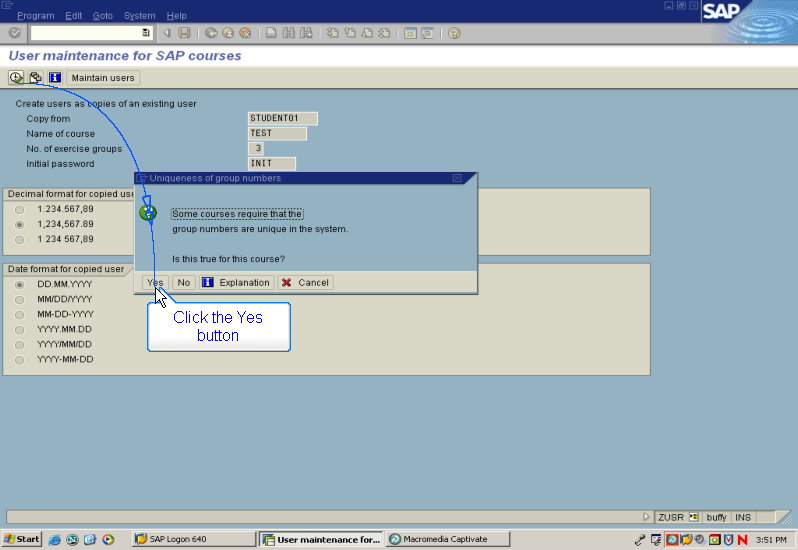 Program Edit Goto System Help
SAP
User maintenance for SAP courses
Maintain users
Create users as copies of an existing user
Copy from STUDENT01
Name of course TEST
No. of exercise groups 3
Initial password INIT
Uniqueness of group numbers
Decimal format for copied use
1.234.567,89
1,234,567.89
1 234 567,89
Some courses require that the
group numbers are unique in the system.
Is this true for this course?
Yes No Explanation Cancel
Date format for copied user
DD.MM.YYYY
MM/DD/YYYY
MM-DD-YYYY
YYYY.MM.DD
YYYY/MM/DD
YYYY-MM-DD
Click the Yes
button
ZUSR buffy INS
Start SAP Logon 640 User maintenance for... Macromedia Captivate 3:51 PM